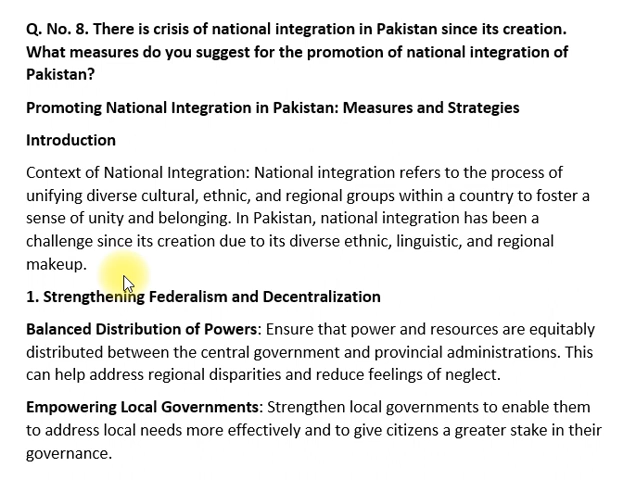 Q. No. 8. There is crisis of national integration in Pakistan since its creation.
What measures do you suggest for the promotion of national integration of
Pakistan?
Promoting National Integration in Pakistan: Measures and Strategies
Introduction
Context of National Integration: National integration refers to the process of
unifying diverse cultural, ethnic, and regional groups within a country to foster a
sense of unity and belonging. In Pakistan, national integration has been a
challenge since its creation due to its diverse ethnic, linguistic, and regional
makeup.
1. Strengthening Federalism and Decentralization
Balanced Distribution of Powers: Ensure that power and resources are equitably
distributed between the central government and provincial administrations. This
can help address regional disparities and reduce feelings of neglect.
Empowering Local Governments: Strengthen local governments to enable them
to address local needs more effectively and to give citizens a greater stake in their
governance.